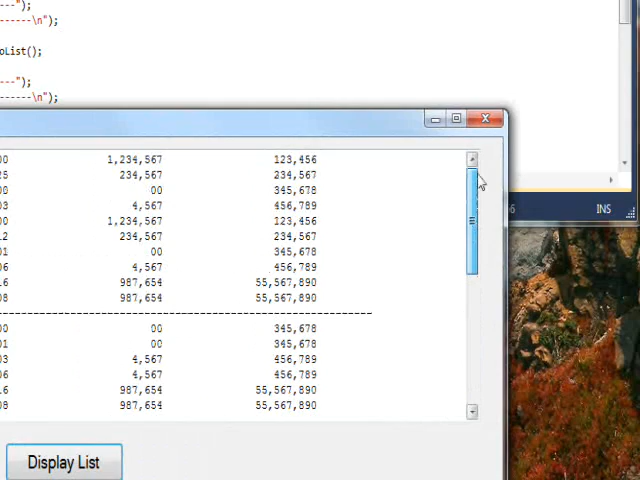 ---");
------\n");
oList();
---");
------\n");
00 1,234,567 123,456
25 234,567 234,567
00 00 345,678
03 4,567 456,789
00 1,234,567 123,456
12 234,567 234,567
01 00 345,678
06 4,567 456,789
16 987,654 55,567,890
08 987,654 55,567,890
00 00 345,678
01 00 345,678
03 4,567 456,789
06 4,567 456,789
16 987,654 55,567,890
08 987,654 55,567,890
6 INS
Display List